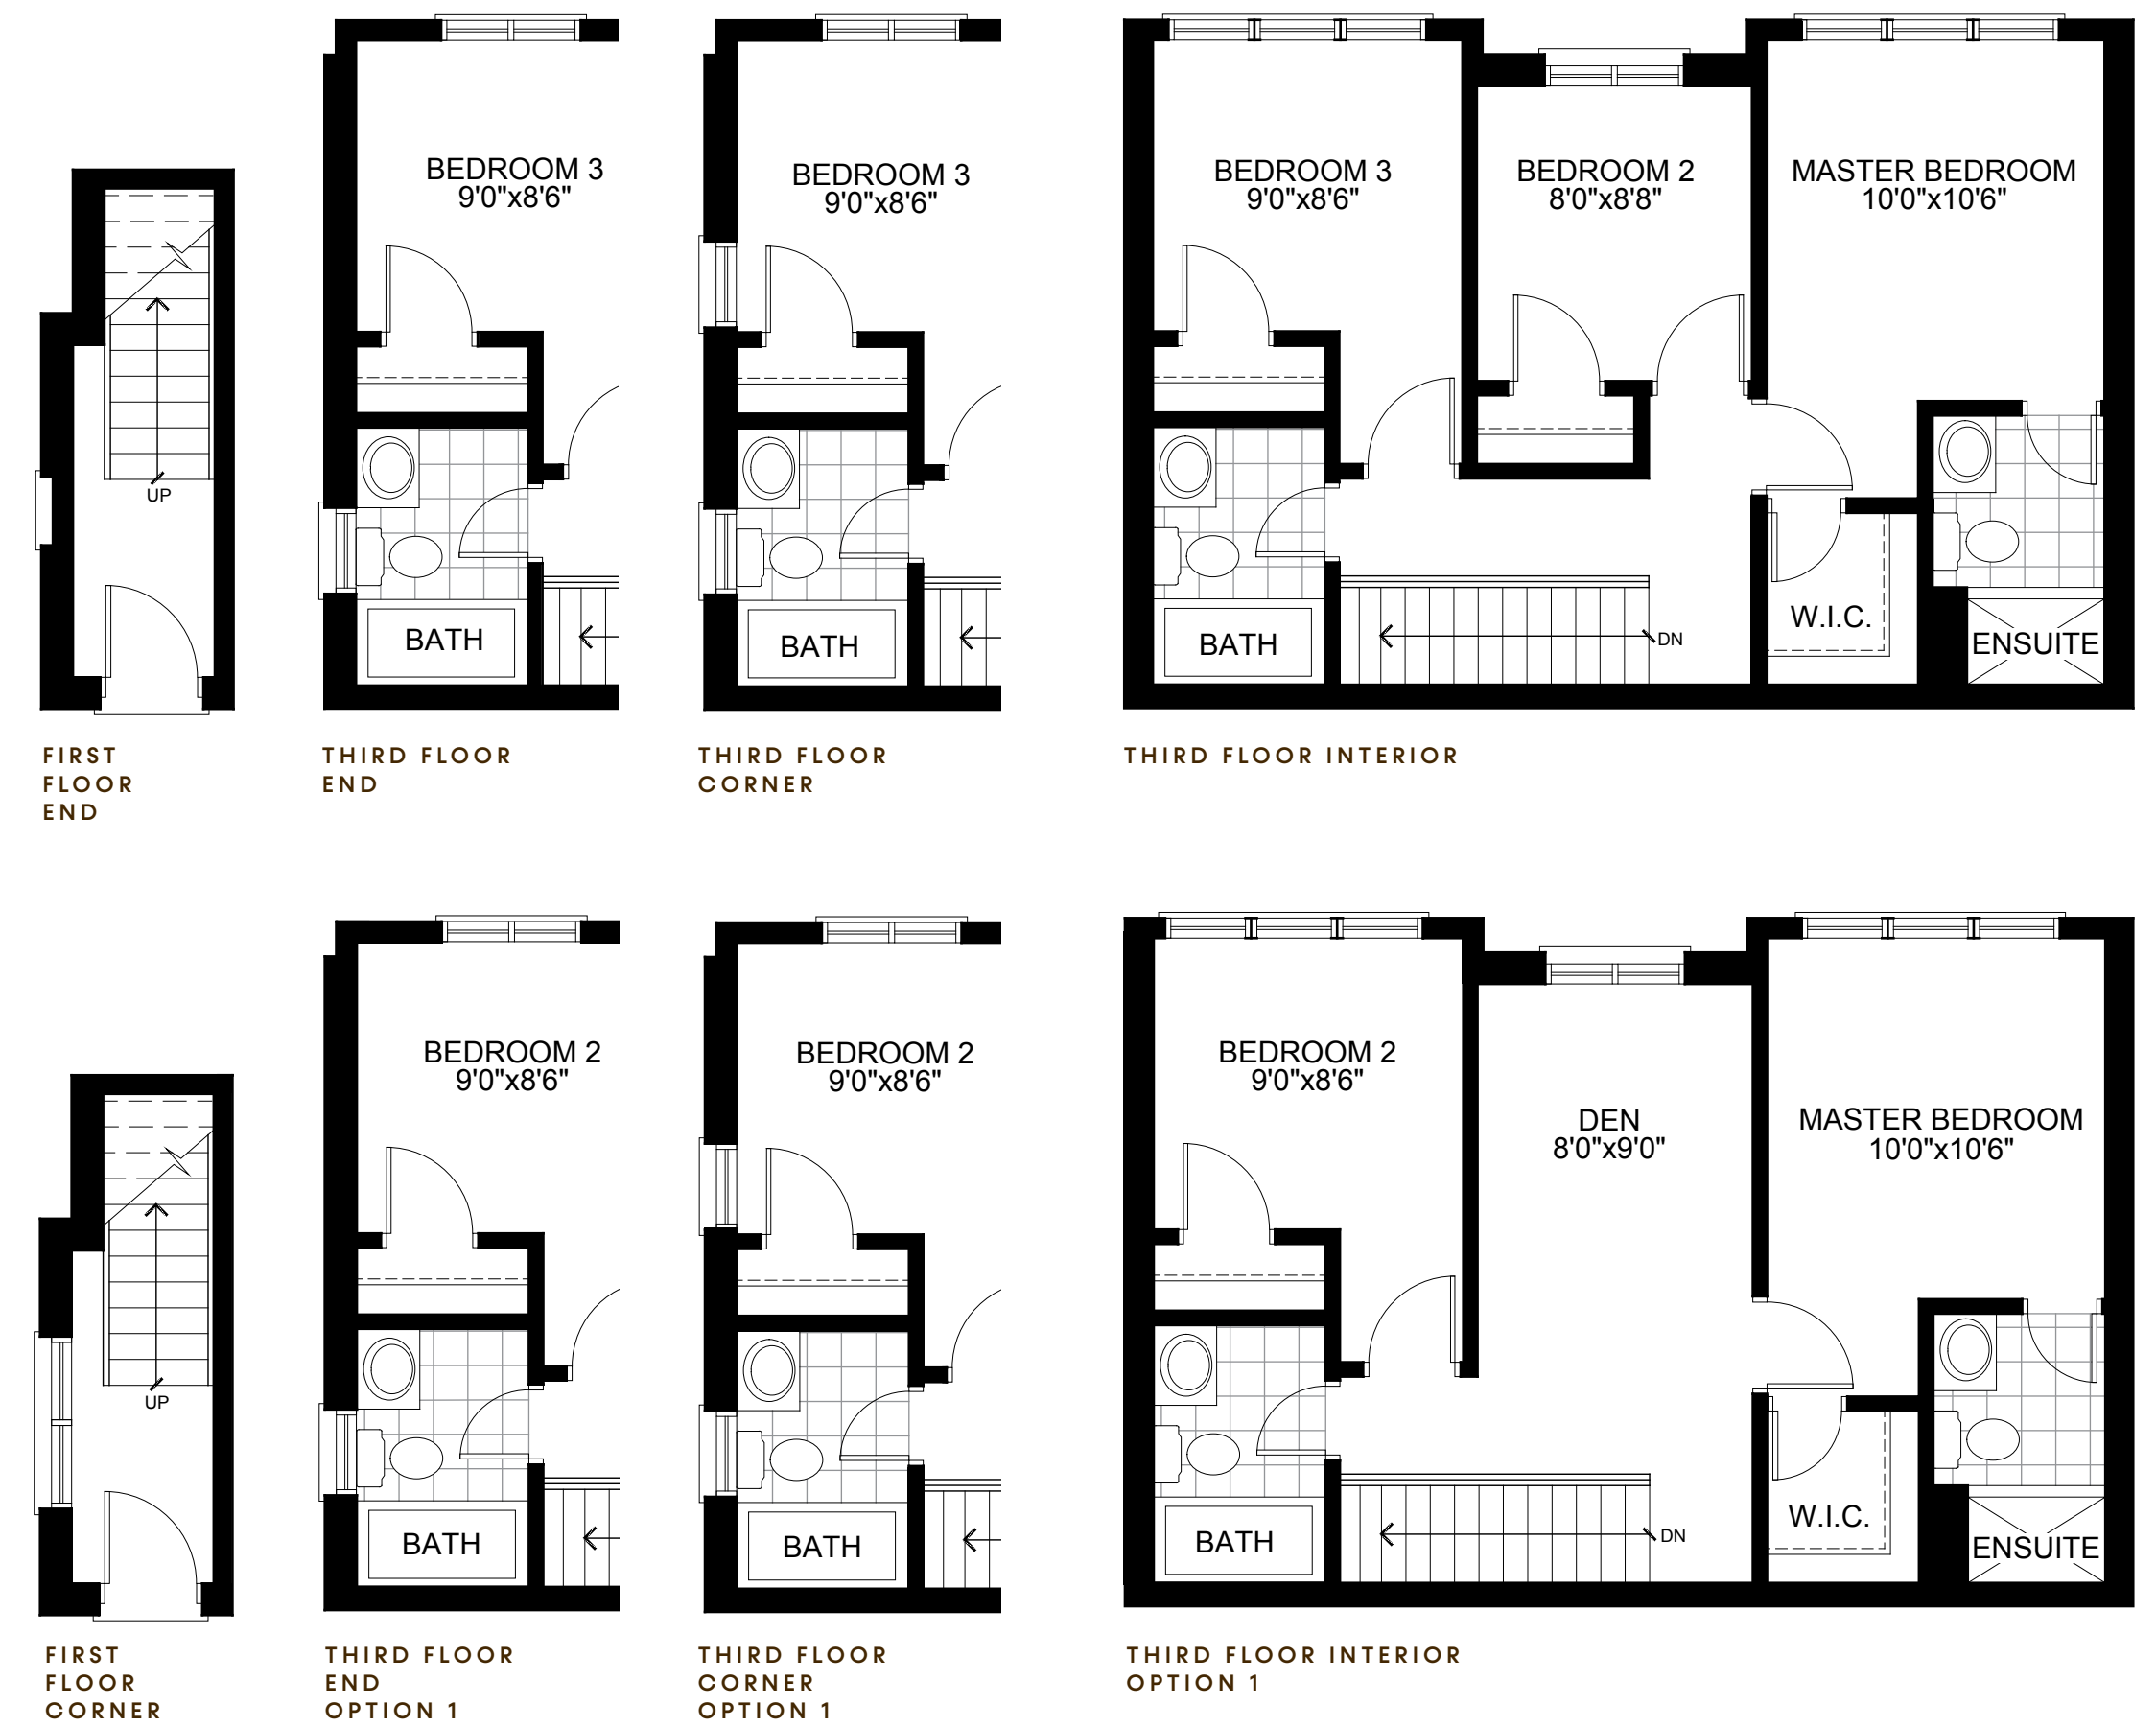 BEDROOM 3
9'0"x8'6"
BATH
UP
BEDROOM 3
9'0"x8'6"
BATH
BEDROOM 3
9'0"x8'6"
BEDROOM 2
8'0"x8'8"
MASTER BEDROOM
10'0"x10'6"
BATH
DN
W.I.C.
ENSUITE
FIRST
FLOOR
END
THIRD FLOOR
END
THIRD FLOOR
CORNER
THIRD FLOOR INTERIOR
UP
BEDROOM 2
9'0"x8'6"
BATH
BEDROOM 2
9'0"x8'6"
BATH
BEDROOM 2
9'0"x8'6"
DEN
8'0"x9'0"
MASTER BEDROOM
10'0"x10'6"
BATH
DN
W.I.C.
ENSUITE
FIRST
FLOOR
CORNER
THIRD FLOOR
END
OPTION 1
THIRD FLOOR
CORNER
OPTION 1
THIRD FLOOR INTERIOR
OPTION 1